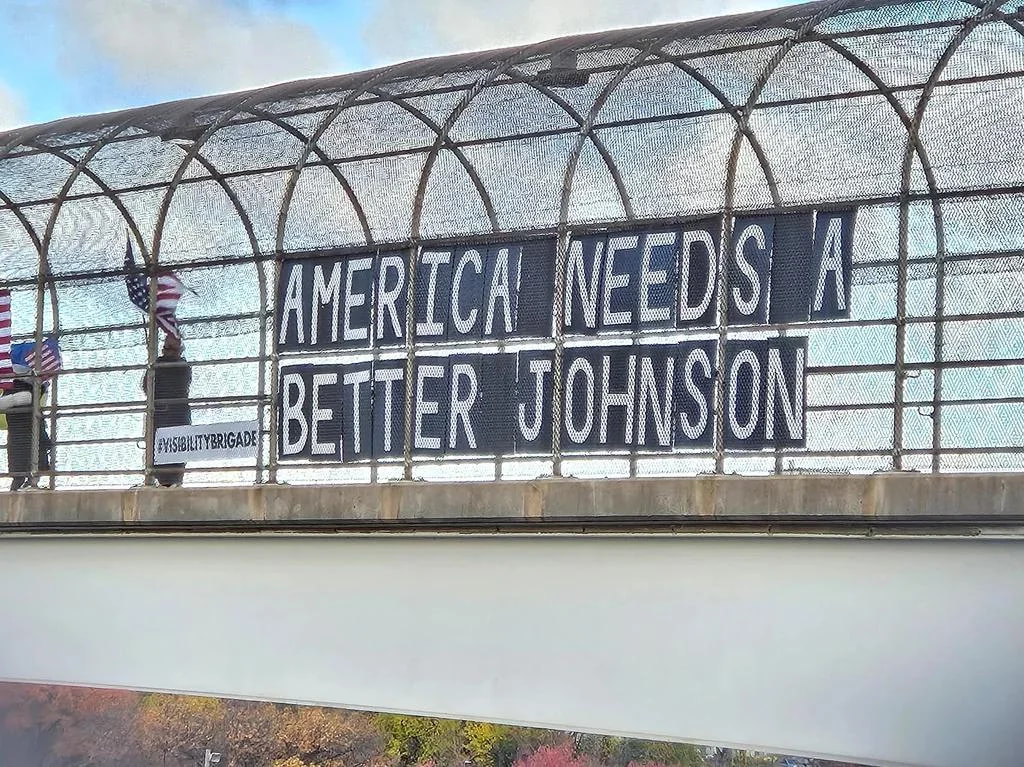 AMERICA NEEDS A
BETTER JOHNSON
#VISIBILITYBRIGADE